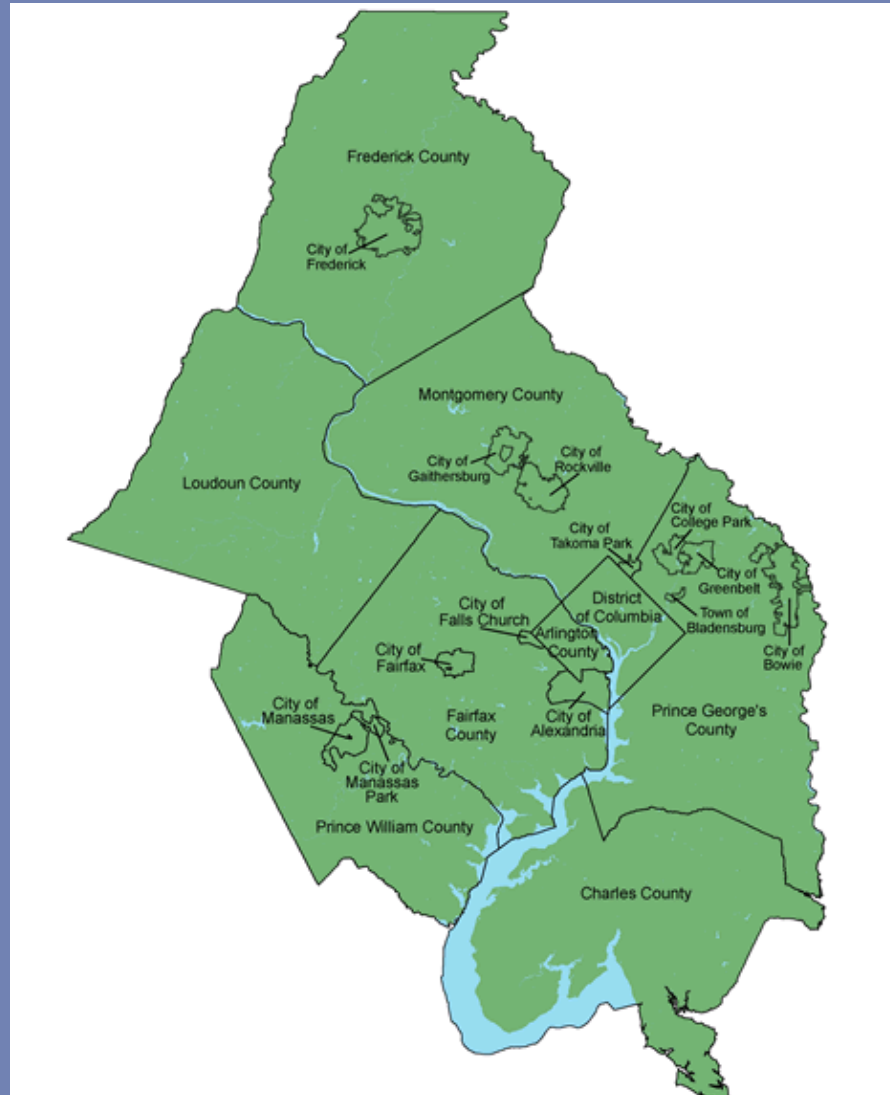 Frederick County
City of
Frederick
Montgomery County
City of
Gaithersburg
City of
Rockville
Loudoun County
City of
College Park
City of
Takoma Park
City of
Greenbelt
District
of Columbia
Town of
Bladensburg
City of
Falls Church
Arlington
County
City of
Bowie
City of
Fairfax
City of
Manassas
Fairfax
County
City of
Alexandria
Prince George's
County
City of
Manassas
Park
Prince William County
Charles County